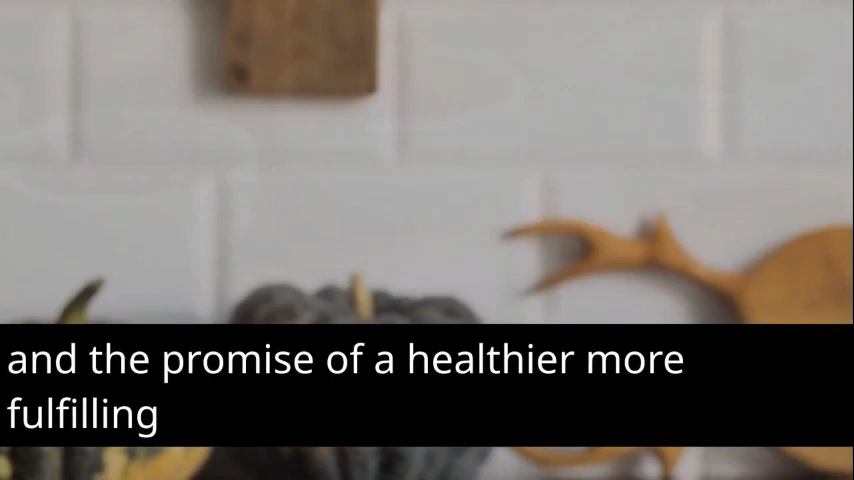 and the promise of a healthier more
fulfilling